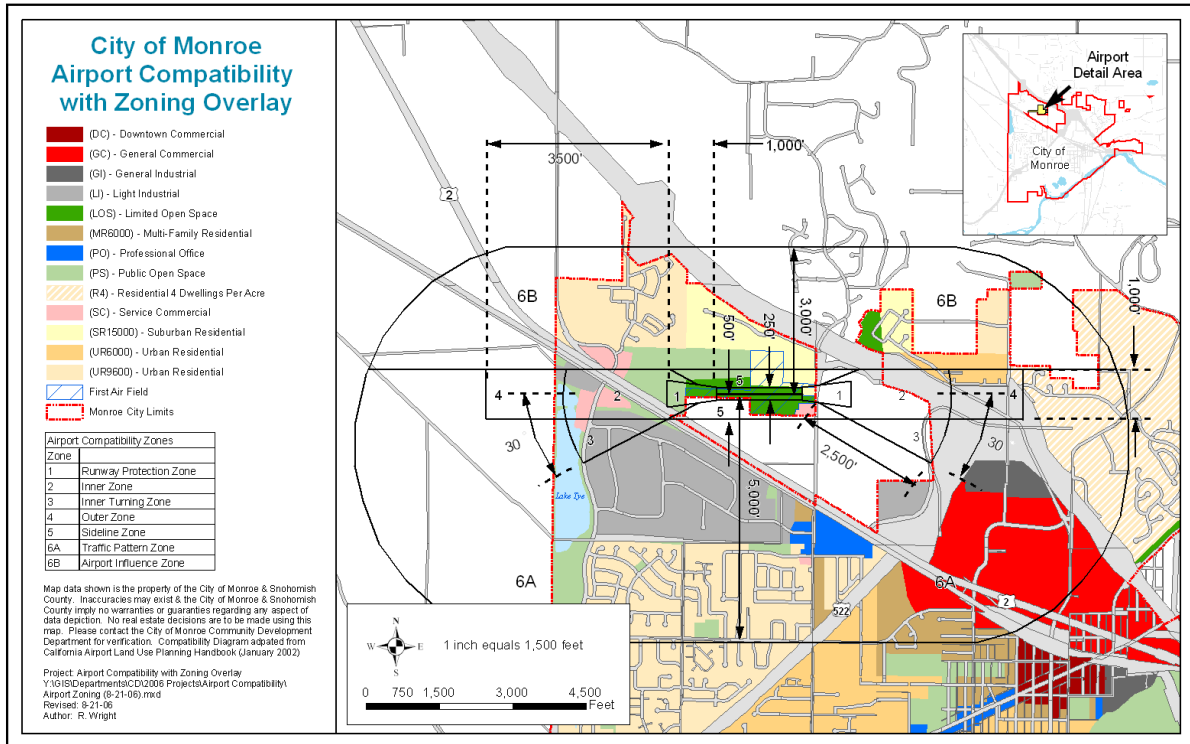 City of Monroe
Airport Compatibility
with Zoning Overlay
(DC) - Downtown Commercial
(GC) - General Commercial
(GI) - General Industrial
(LI) - Light Industrial
(LOS) - Limited Open Space
(MR6000) - Multi-Family Residential
(PO) - Professional Office
(PS) - Public Open Space
(R4) - Residential 4 Dwellings Per Acre
(SC) - Service Commercial
(SR15000) - Suburban Residential
(UR6000) - Urban Residential
(UR9600) - Urban Residential
First Air Field
Monroe City Limits
Airport Compatibility Zones
Zone
1 Runway Protection Zone
2 Inner Zone
3 Inner Turning Zone
4 Outer Zone
5 Sideline Zone
6A Traffic Pattern Zone
6B Airport Influence Zone
Map data shown is the property of the City of Monroe & Snohomish
County. Inaccuracies may exist & the City of Monroe & Snohomish
County imply no warranties or guaranties regarding any aspect of
data depiction. No real estate decisions are to be made using this
map. Please contact the City of Monroe Community Development
Department for verification. Compatibility Diagram adpated from
California Airport Land Use Planning Handbook (January 2002)
Project: Airport Compatibility with Zoning Overlay
Y:\GIS\Departments\CD\2006 Projects\Airport Compatibility\
Airport Zoning (8-21-06).mxd
Revised: 8-21-06
Author: R. Wright
Airport
Detail Area
City of
Monroe
3500'
1,000'
2
6B
6B
3,000'
1,000'
500'
250'
5
4
1
2
1
2
4
5
3
3
30
30
2,500'
5,000'
Lake Tye
6A
6A
2
522
N
W E
S
1 inch equals 1,500 feet
0 750 1,500 3,000 4,500
Feet